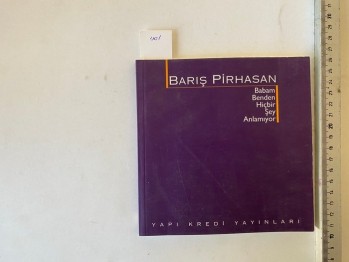 BARIŞ PİRHASAN
Babam
Benden
Hiçbir
Şey
Anlamıyor
YAPI KREDİ YAYINLARI